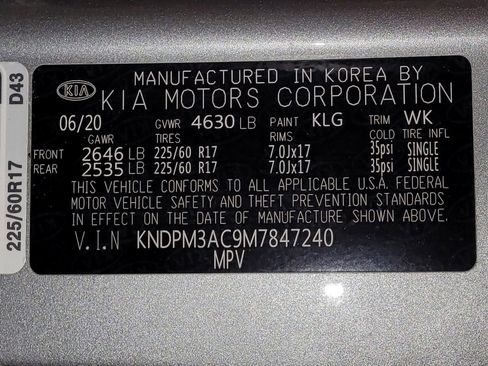 D43
225/60R17
KIA
MANUFACTURED IN KOREA BY
KIA MOTORS CORPORATION
06/20 GVWR 4630 LB PAINT KLG TRIM WK
GAWR TIRES RIMS COLD TIRE INFL
FRONT 2646 LB 225/60 R17 7.0Jx17 35psi SINGLE
REAR 2535 LB 225/60 R17 7.0Jx17 35psi SINGLE
THIS VEHICLE CONFORMS TO ALL APPLICABLE U.S.A. FEDERAL
MOTOR VEHICLE SAFETY AND THEFT PREVENTION STANDARDS
IN EFFECT ON THE DATE OF MANUFACTURE SHOWN ABOVE.
V.I.N KNDPM3AC9M7847240
MPV